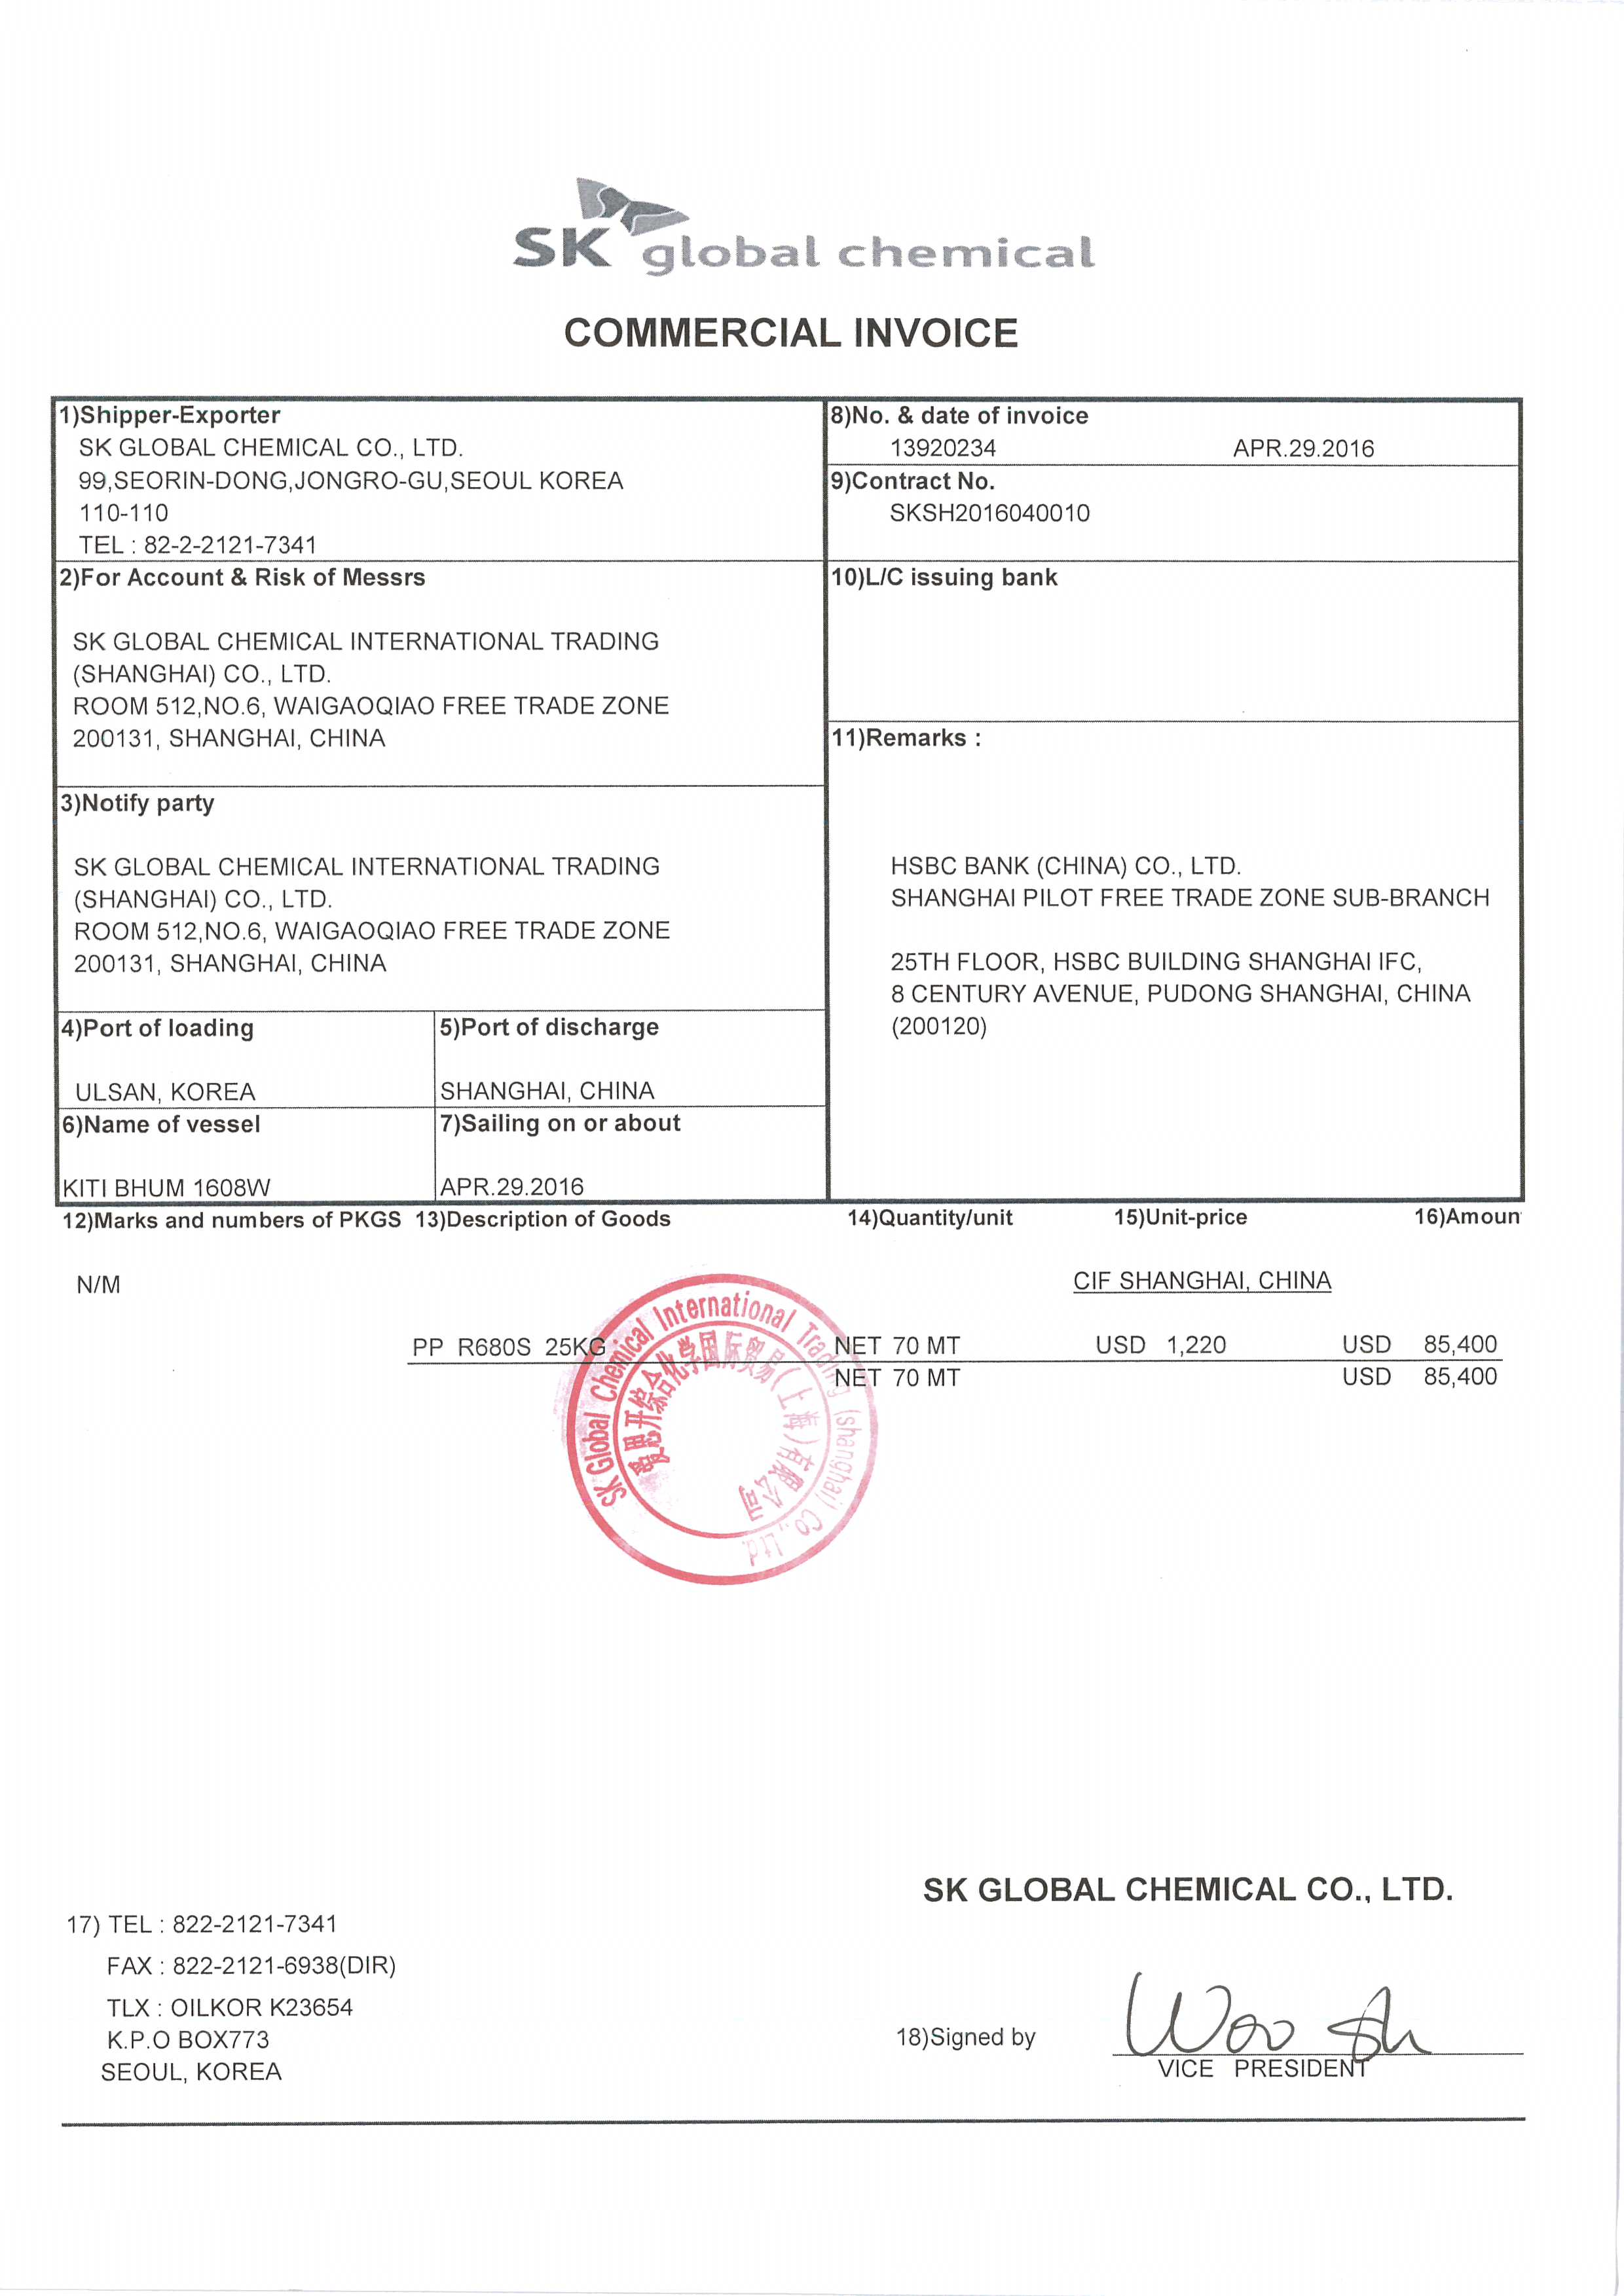 SK global chemical
COMMERCIAL INVOICE
1)Shipper-Exporter
SK GLOBAL CHEMICAL CO., LTD.
99,SEORIN-DONG,JONGRO-GU,SEOUL KOREA
110-110
TEL : 82-2-2121-7341
8)No. & date of invoice
13920234 APR.29.2016
9)Contract No.
SKSH2016040010
2)For Account & Risk of Messrs
SK GLOBAL CHEMICAL INTERNATIONAL TRADING
(SHANGHAI) CO., LTD.
ROOM 512,NO.6, WAIGAOQIAO FREE TRADE ZONE
200131, SHANGHAI, CHINA
10)L/C issuing bank
3)Notify party
SK GLOBAL CHEMICAL INTERNATIONAL TRADING
(SHANGHAI) CO., LTD.
ROOM 512,NO.6, WAIGAOQIAO FREE TRADE ZONE
200131, SHANGHAI, CHINA
11)Remarks :
HSBC BANK (CHINA) CO., LTD.
SHANGHAI PILOT FREE TRADE ZONE SUB-BRANCH
25TH FLOOR, HSBC BUILDING SHANGHAI IFC,
8 CENTURY AVENUE, PUDONG SHANGHAI, CHINA
(200120)
4)Port of loading
ULSAN, KOREA
5)Port of discharge
SHANGHAI, CHINA
6)Name of vessel
KITI BHUM 1608W
7)Sailing on or about
APR.29.2016
12)Marks and numbers of PKGS 13)Description of Goods 14)Quantity/unit 15)Unit-price 16)Amoun
N/M
CIF SHANGHAI, CHINA
PP R680S 25KG NET 70 MT USD 1,220 USD 85,400
NET 70 MT USD 85,400
SK Global Chemical International Trading (shanghai) Co., Ltd.
爱思开综合化学国际贸易(上海)有限公司
SK GLOBAL CHEMICAL CO., LTD.
17) TEL : 822-2121-7341
FAX : 822-2121-6938(DIR)
TLX : OILKOR K23654
K.P.O BOX773
SEOUL, KOREA
18)Signed by
Woo Sh
VICE PRESIDENT